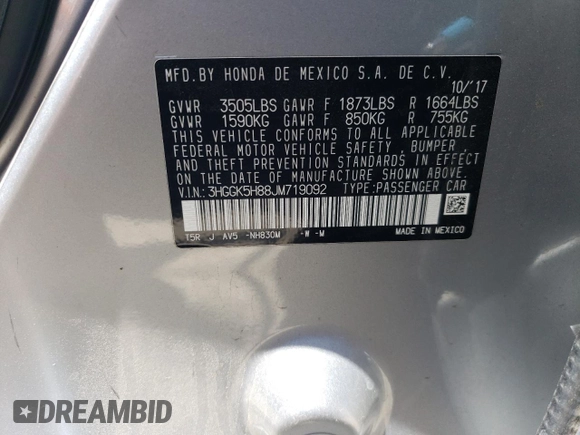 MFD.BY HONDA DE MEXICO S.A. DE C.V.
10/'17
GVWR 3505LBS GAWR F 1873LBS R 1664LBS
GVWR 1590KG GAWR F 850KG R 755KG
THIS VEHICLE CONFORMS TO ALL APPLICABLE
FEDERAL MOTOR VEHICLE SAFETY, BUMPER,
AND THEFT PREVENTION STANDARDS IN EFFECT
ON THE DATE OF MANUFACTURE SHOWN ABOVE.
V.I.N.: 3HGGK5H88JM719092 TYPE:PASSENGER CAR
T5R J AV5 -NH830M -W -M
MADE IN MEXICO
DREAMBID